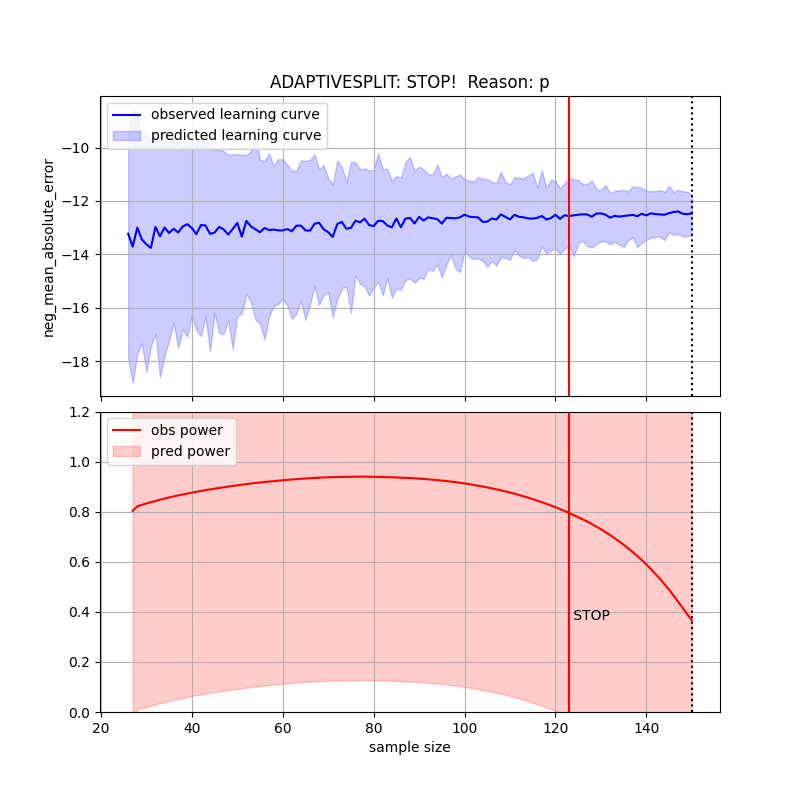 ADAPTIVESPLIT: STOP!  Reason: p
observed learning curve
predicted learning curve
neg_mean_absolute_error
−10
−12
−14
−16
−18
obs power
pred power
1.2
1.0
0.8
0.6
0.4
0.2
0.0
STOP
20 40 60 80 100 120 140
sample size